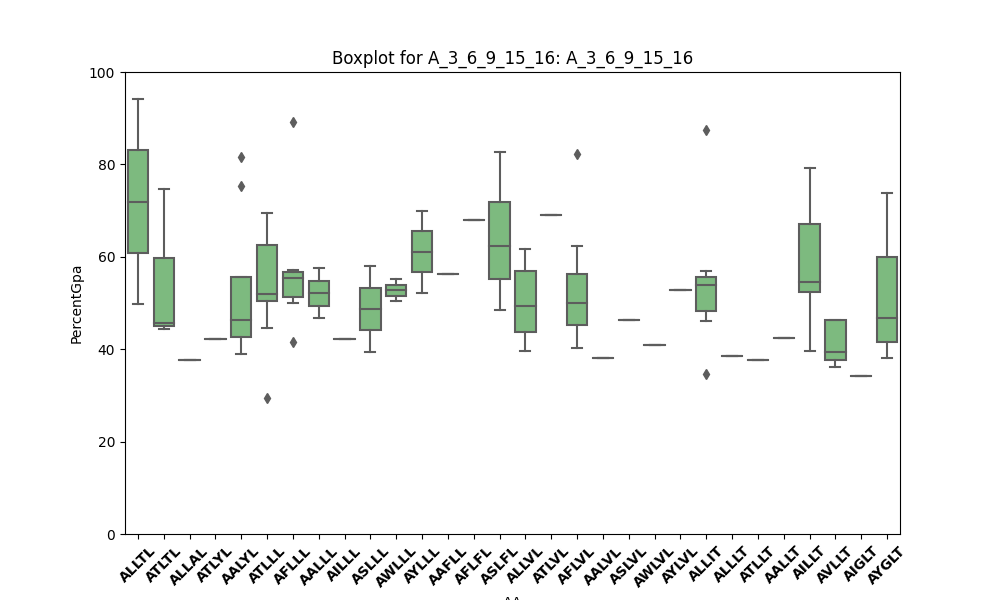 Boxplot for A_3_6_9_15_16: A_3_6_9_15_16
PercentGpa
100
80
60
40
20
0
ALLTL ATLTL ALLAL ATLYL AALYL ATLLL AFLLL AALLL AILLL ASLLL AWLLL AYLLL AAFLL AFLFL ASLFL ALLVL ATLVL AFLVL AALVL ASLVL AWLVL AYLVL ALLIT ALLLT ATLLT AALLT AILLT AVLLT AIGLT AYGLT